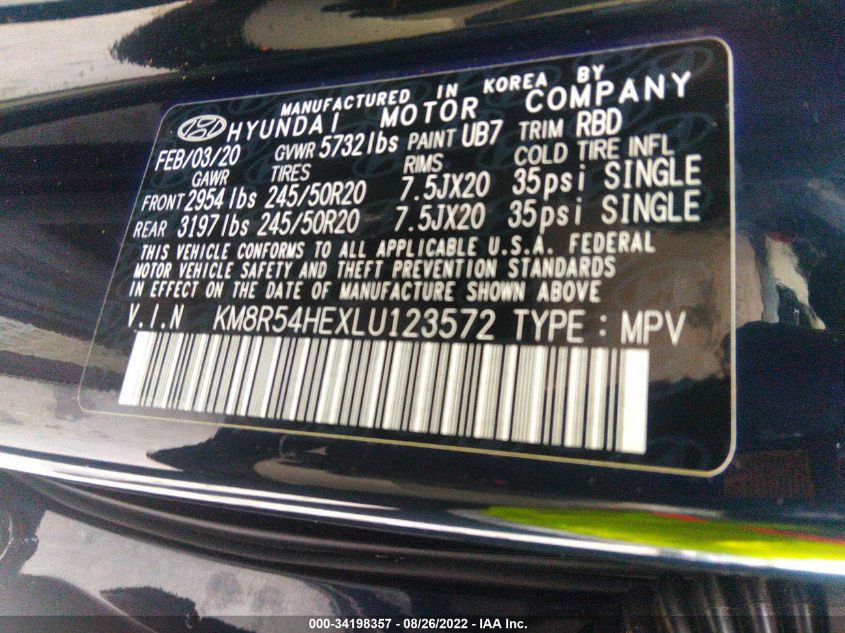 MANUFACTURED IN KOREA BY
HYUNDAI MOTOR COMPANY
FEB/03/20 GVWR 5732lbs PAINT UB7 TRIM RBD
GAWR TIRES RIMS COLD TIRE INFL
FRONT 2954lbs 245/50R20 7.5JX20 35psi SINGLE
REAR 3197lbs 245/50R20 7.5JX20 35psi SINGLE
THIS VEHICLE CONFORMS TO ALL APPLICABLE U.S.A. FEDERAL
MOTOR VEHICLE SAFETY AND THEFT PREVENTION STANDARDS
IN EFFECT ON THE DATE OF MANUFACTURE SHOWN ABOVE
V.I.N KM8R54HEXLU123572 TYPE : MPV
000-34198357 - 08/26/2022 - IAA Inc.